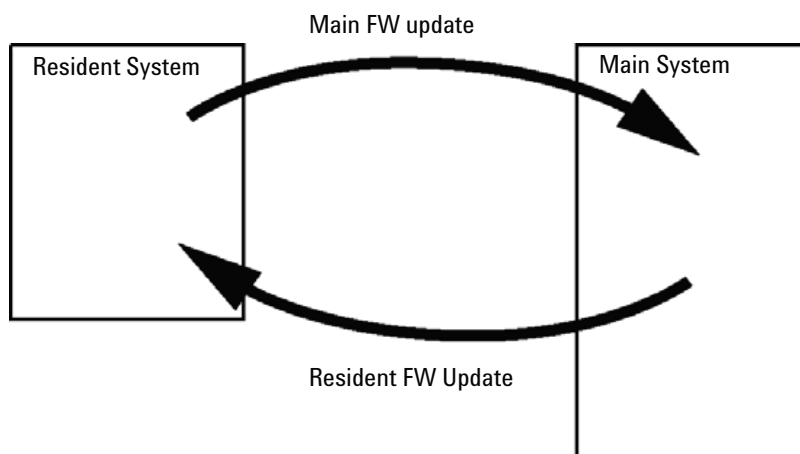 Main FW update
Resident System
Main System
Resident FW Update